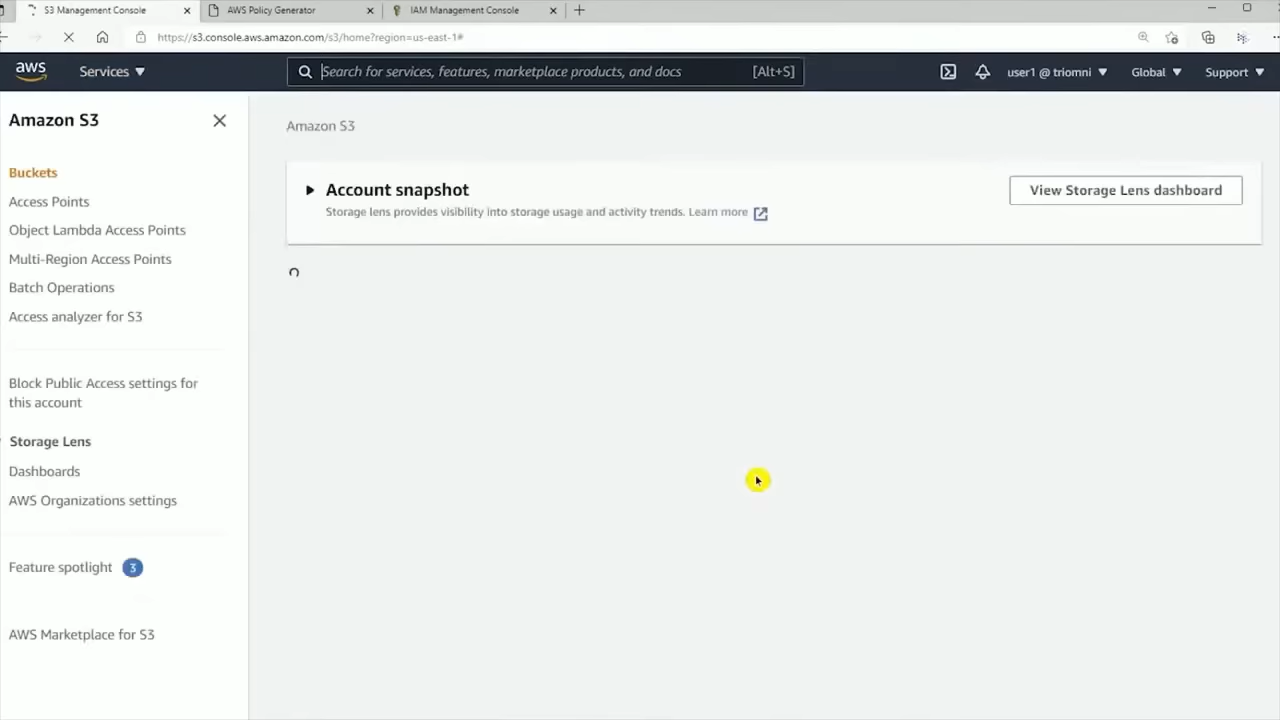 S3 Management Console
AWS Policy Generator
IAM Management Console
https://s3.console.aws.amazon.com/s3/home?region=us-east-1#
aws
Services
Search for services, features, marketplace products, and docs
[Alt+S]
user1 @ triomni
Global
Support
Amazon S3
Buckets
Access Points
Object Lambda Access Points
Multi-Region Access Points
Batch Operations
Access analyzer for S3
Block Public Access settings for
this account
Storage Lens
Dashboards
AWS Organizations settings
Feature spotlight 3
AWS Marketplace for S3
Amazon S3
Account snapshot
Storage lens provides visibility into storage usage and activity trends. Learn more
View Storage Lens dashboard